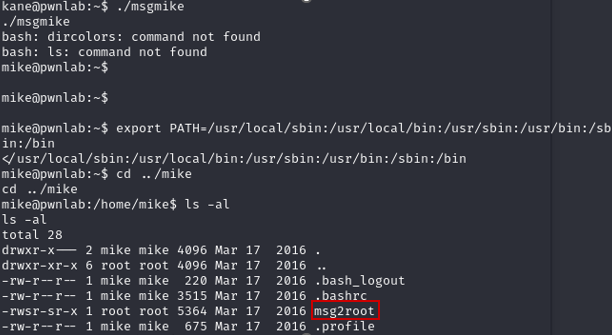 kane@pwnlab:~$ ./msgmike
./msgmike
bash: dircolors: command not found
bash: ls: command not found
mike@pwnlab:~$
mike@pwnlab:~$
mike@pwnlab:~$ export PATH=/usr/local/sbin:/usr/local/bin:/usr/sbin:/usr/bin:/sb
in:/bin
</usr/local/sbin:/usr/local/bin:/usr/sbin:/usr/bin:/sbin:/bin
mike@pwnlab:~$ cd ../mike
cd ../mike
mike@pwnlab:/home/mike$ ls -al
ls -al
total 28
drwxr-x--- 2 mike mike 4096 Mar 17  2016 .
drwxr-xr-x 6 root root 4096 Mar 17  2016 ..
-rw-r--r-- 1 mike mike  220 Mar 17  2016 .bash_logout
-rw-r--r-- 1 mike mike 3515 Mar 17  2016 .bashrc
-rwsr-sr-x 1 root root 5364 Mar 17  2016 msg2root
-rw-r--r-- 1 mike mike  675 Mar 17  2016 .profile